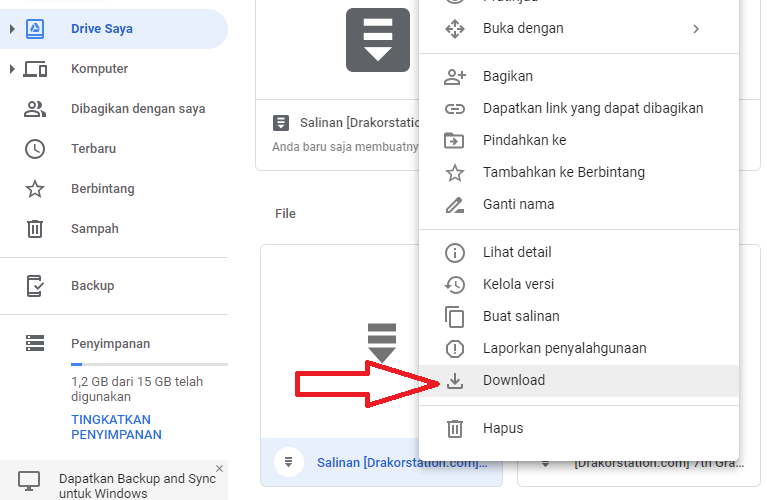 Drive Saya
Komputer
Dibagikan dengan saya
Terbaru
Berbintang
Sampah
Backup
Penyimpanan
1,2 GB dari 15 GB telah
digunakan
TINGKATKAN
PENYIMPANAN
Dapatkan Backup and Sync
untuk Windows
Salinan [Drakorstation
Anda baru saja membuatny
File
Salinan [Drakorstation.com]...
[Drakorstation.com] 7th Gra...
Pratinjau
Buka dengan
Bagikan
Dapatkan link yang dapat dibagikan
Pindahkan ke
Tambahkan ke Berbintang
Ganti nama
Lihat detail
Kelola versi
Buat salinan
Laporkan penyalahgunaan
Download
Hapus